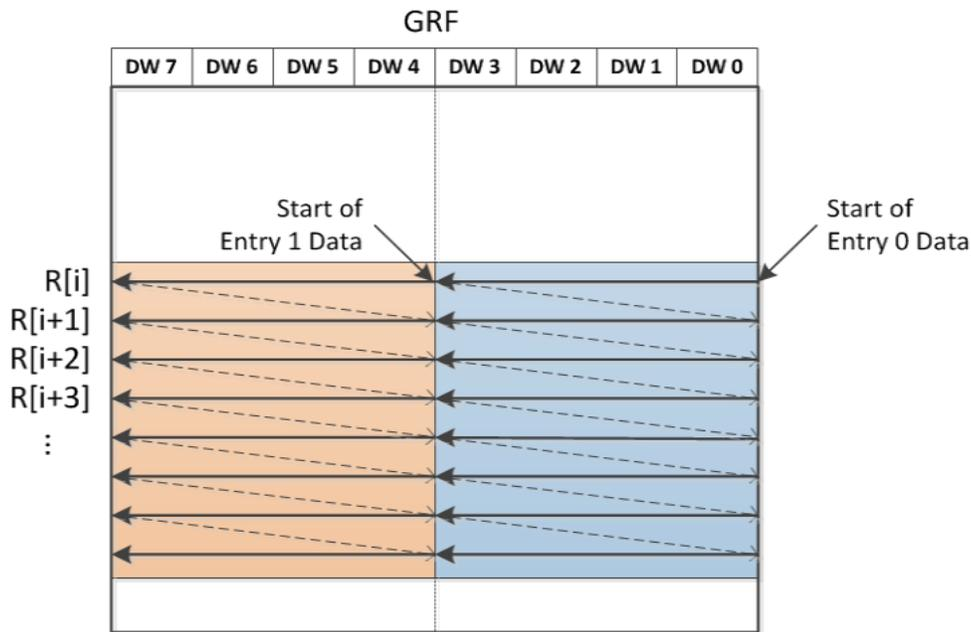 GRF
DW 7 DW 6 DW 5 DW 4 DW 3 DW 2 DW 1 DW 0
Start of
Entry 1 Data
Start of
Entry 0 Data
R[i]
R[i+1]
R[i+2]
R[i+3]
⋮